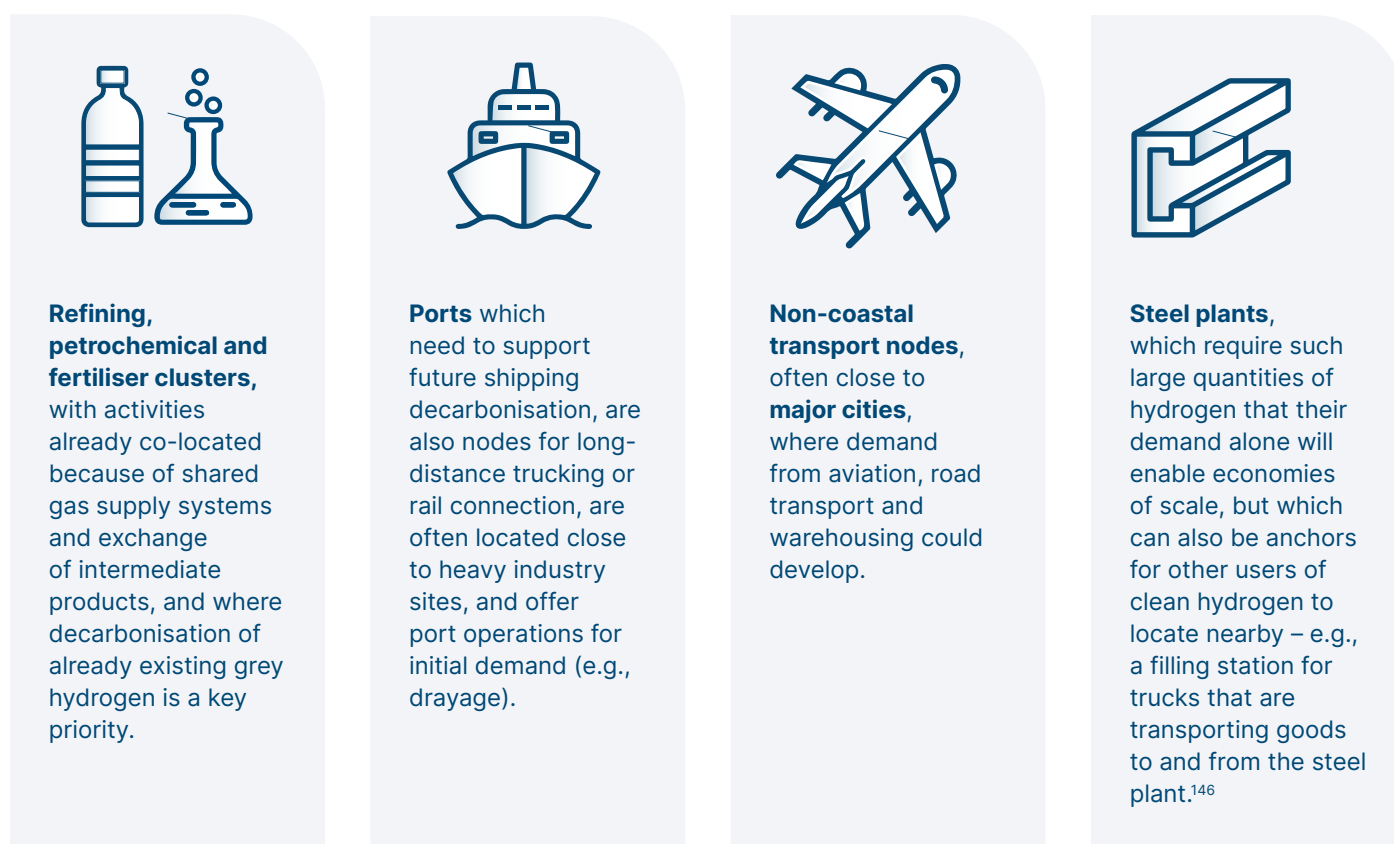 Refining,
petrochemical and
fertiliser clusters,
with activities
already co-located
because of shared
gas supply systems
and exchange
of intermediate
products, and where
decarbonisation of
already existing grey
hydrogen is a key
priority.
Ports which
need to support
future shipping
decarbonisation, are
also nodes for long-
distance trucking or
rail connection, are
often located close
to heavy industry
sites, and offer
port operations for
initial demand (e.g.,
drayage).
Non-coastal
transport nodes,
often close to
major cities,
where demand
from aviation, road
transport and
warehousing could
develop.
Steel plants,
which require such
large quantities of
hydrogen that their
demand alone will
enable economies
of scale, but which
can also be anchors
for other users of
clean hydrogen to
locate nearby – e.g.,
a filling station for
trucks that are
transporting goods
to and from the steel
plant.146